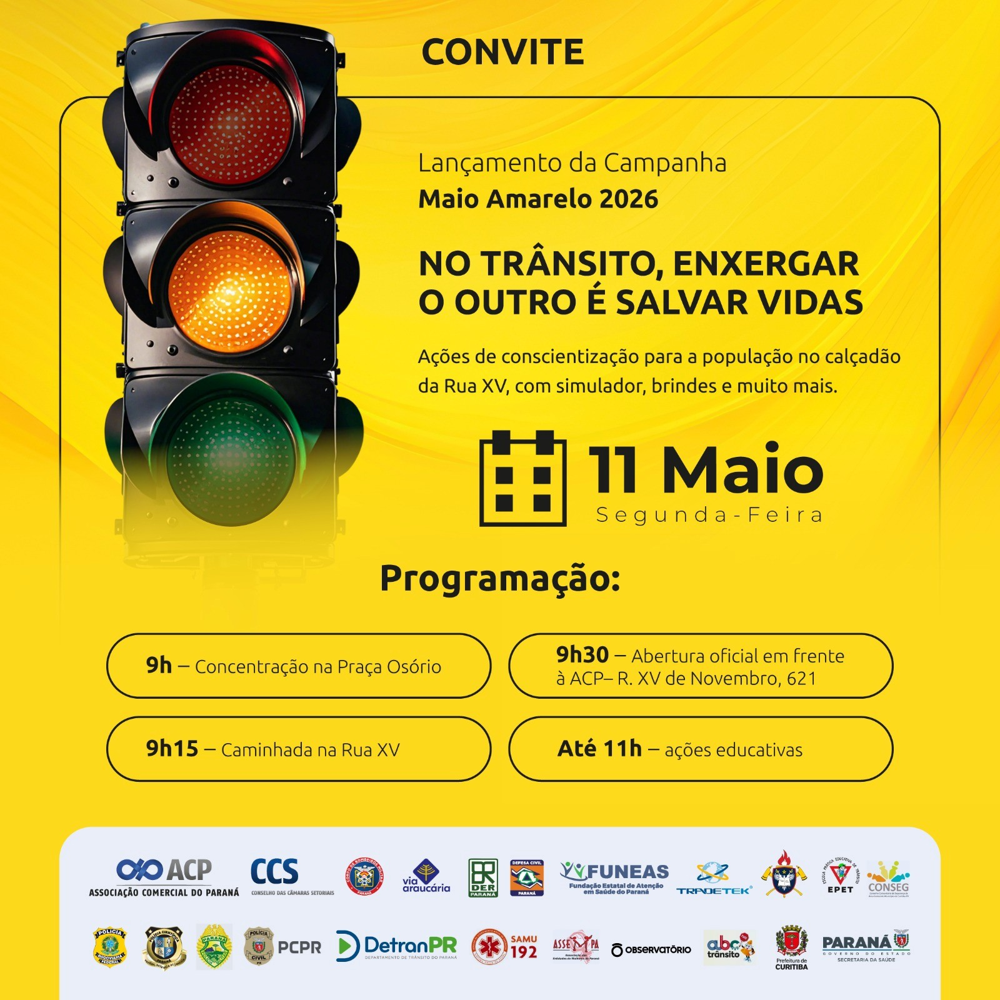 CONVITE
Lançamento da Campanha
Maio Amarelo 2026
NO TRÂNSITO, ENXERGAR
O OUTRO É SALVAR VIDAS
Ações de conscientização para a população no calçadão
da Rua XV, com simulador, brindes e muito mais.
11 Maio
Segunda-Feira
Programação:
9h – Concentração na Praça Osório
9h30 – Abertura oficial em frente
à ACP– R. XV de Novembro, 621
9h15 – Caminhada na Rua XV
Até 11h – ações educativas
ACP
ASSOCIAÇÃO COMERCIAL DO PARANÁ
CCS
CONSELHO DAS CÂMARAS SETORIAIS
CORPO DE BOMBEIROS MILITAR
PARANÁ
via
araucária
DER
PARANÁ
DEFESA CIVIL
PARANÁ
FUNEAS
Fundação Estatal de Atenção
em Saúde do Paraná
TRADETEK
ESCOLA PRÁTICA EDUCATIVA DE TRÂNSITO
EPET
CONSEG
POLÍCIA
RODOVIÁRIA
FEDERAL
POLÍCIA CIENTÍFICA
PARANÁ
PARANÁ
POLÍCIA
CIVIL
PR
PCPR
DetranPR
DEPARTAMENTO DE TRÂNSITO DO PARANÁ
SAMU
192
ASSEMPA
Associação das
Entidades de Mulheres do Paraná
OBSERVATÓRIO
abc
trânsito
Prefeitura de
CURITIBA
PARANÁ
GOVERNO DO ESTADO
SECRETARIA DA SAÚDE